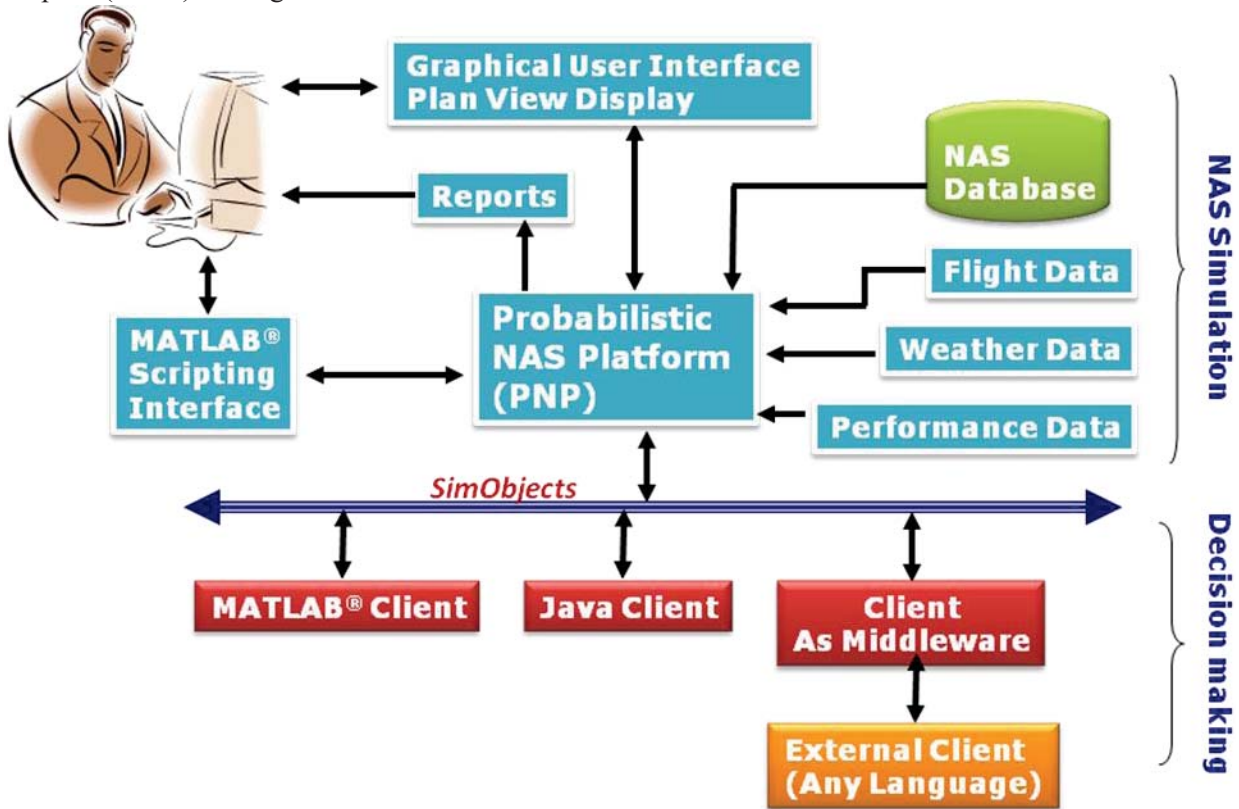 Graphical User Interface
Plan View Display
NAS
Database
Reports
Flight Data
Probabilistic
NAS Platform
(PNP)
MATLAB®
Scripting
Interface
Weather Data
Performance Data
NAS Simulation
SimObjects
MATLAB® Client
Java Client
Client
As Middleware
External Client
(Any Language)
Decision making